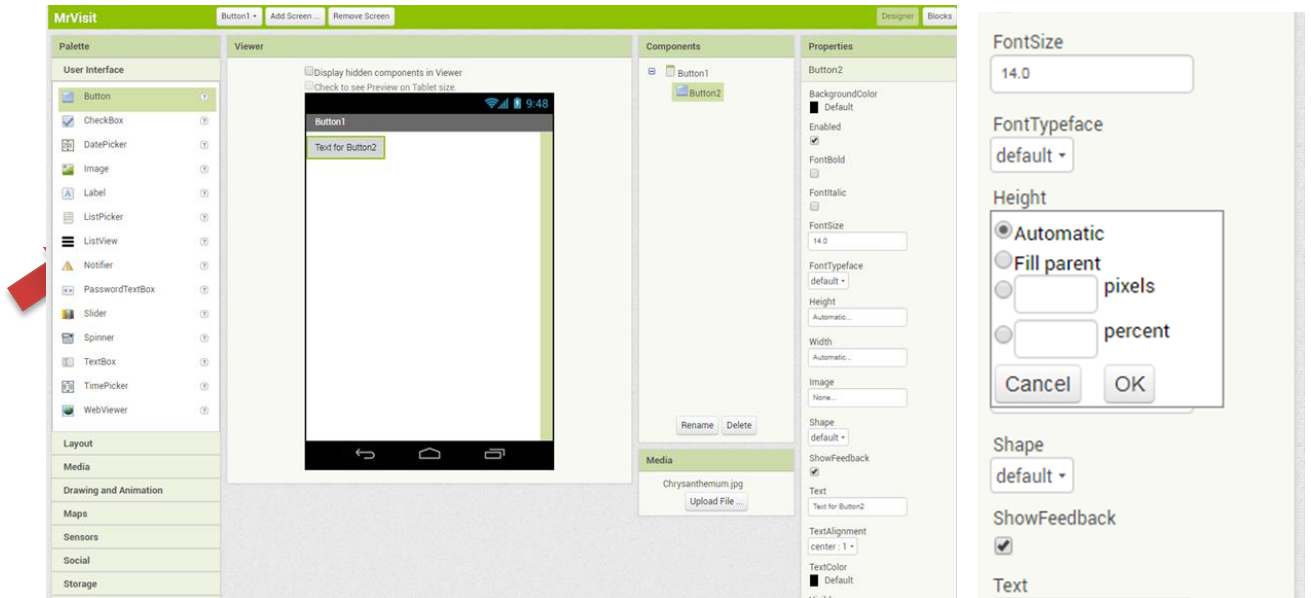 MrVisit
Button1
Add Screen ...
Remove Screen
Designer
Blocks
Palette
User Interface
Button
CheckBox
DatePicker
Image
Label
ListPicker
ListView
Notifier
PasswordTextBox
Slider
Spinner
TextBox
TimePicker
WebViewer
Layout
Media
Drawing and Animation
Maps
Sensors
Social
Storage
Viewer
Display hidden components in Viewer
Check to see Preview on Tablet size.
9:48
Button1
Text for Button2
Components
Button1
Button2
Rename
Delete
Media
Chrysanthemum.jpg
Upload File ...
Properties
Button2
BackgroundColor
Default
Enabled
FontBold
FontItalic
FontSize
14.0
FontTypeface
default
Height
Automatic...
Width
Automatic...
Image
None...
Shape
default
ShowFeedback
Text
Text for Button2
TextAlignment
center : 1
TextColor
Default
FontSize
14.0
FontTypeface
default
Height
Automatic
Fill parent
pixels
percent
Cancel
OK
Shape
default
ShowFeedback
Text